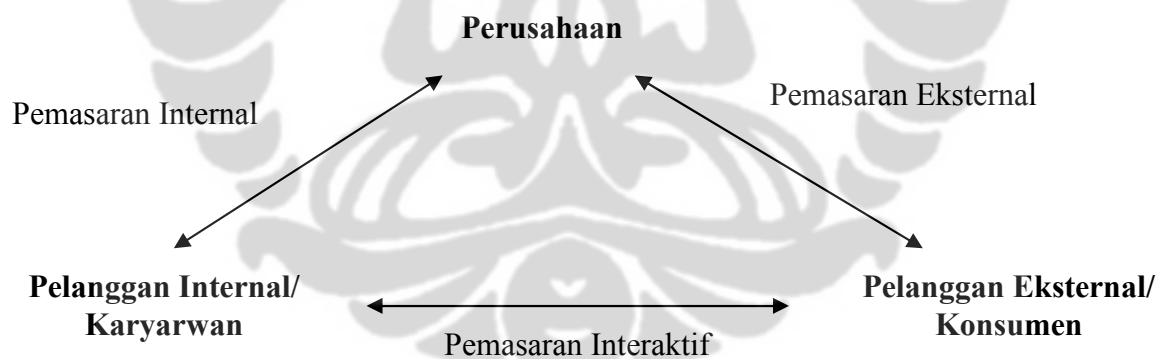 Perusahaan
Pemasaran Internal
Pemasaran Eksternal
Pelanggan Internal/
Karyarwan
Pelanggan Eksternal/
Konsumen
Pemasaran Interaktif